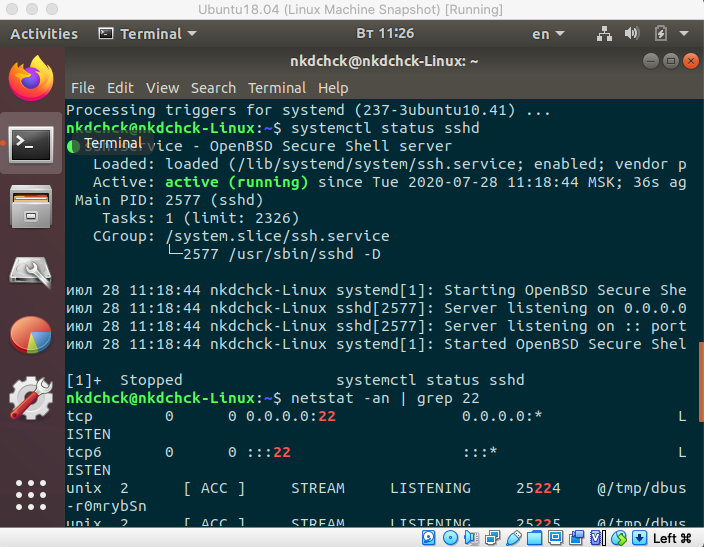 Ubuntu18.04 (Linux Machine Snapshot) [Running]
Activities Terminal Вт 11:26 en
nkdchck@nkdchck-Linux: ~
File Edit View Search Terminal Help
Processing triggers for systemd (237-3ubuntu10.41) ...
nkdchck@nkdchck-Linux:~$ systemctl status sshd
Terminal
ssh.service - OpenBSD Secure Shell server
Loaded: loaded (/lib/systemd/system/ssh.service; enabled; vendor p
Active: active (running) since Tue 2020-07-28 11:18:44 MSK; 36s ag
Main PID: 2577 (sshd)
Tasks: 1 (limit: 2326)
CGroup: /system.slice/ssh.service
└─2577 /usr/sbin/sshd -D
июл 28 11:18:44 nkdchck-Linux systemd[1]: Starting OpenBSD Secure She
июл 28 11:18:44 nkdchck-Linux sshd[2577]: Server listening on 0.0.0.0
июл 28 11:18:44 nkdchck-Linux sshd[2577]: Server listening on :: port
июл 28 11:18:44 nkdchck-Linux systemd[1]: Started OpenBSD Secure Shel
[1]+  Stopped                 systemctl status sshd
nkdchck@nkdchck-Linux:~$ netstat -an | grep 22
tcp        0      0 0.0.0.0:22              0.0.0.0:*               L
ISTEN
tcp6       0      0 :::22                   :::*                    L
ISTEN
unix  2      [ ACC ]     STREAM     LISTENING     25224    @/tmp/dbus
-r0mrybSn
unix  2      [ ACC ]     STREAM     LISTENING     25225    @/tmp/dbus
Left ⌘